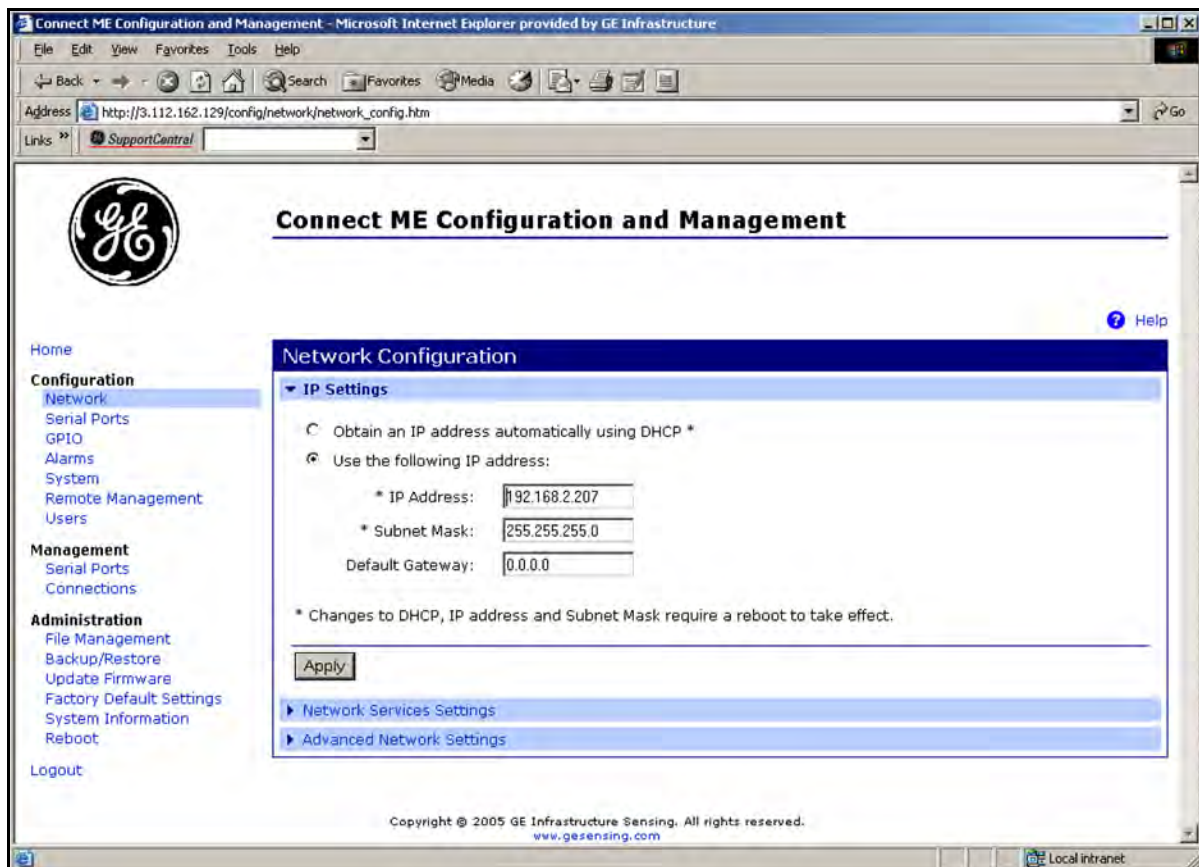 Connect ME Configuration and Management - Microsoft Internet Explorer provided by GE Infrastructure
File Edit View Favorites Tools Help
Back Search Favorites Media
Address http://3.112.162.129/config/network/network_config.htm Go
Links » SupportCentral
GE
Connect ME Configuration and Management
? Help
Home
Configuration
Network
Serial Ports
GPIO
Alarms
System
Remote Management
Users
Management
Serial Ports
Connections
Administration
File Management
Backup/Restore
Update Firmware
Factory Default Settings
System Information
Reboot
Logout
Network Configuration
IP Settings
Obtain an IP address automatically using DHCP *
Use the following IP address:
* IP Address: 192.168.2.207
* Subnet Mask: 255.255.255.0
Default Gateway: 0.0.0.0
* Changes to DHCP, IP address and Subnet Mask require a reboot to take effect.
Apply
Network Services Settings
Advanced Network Settings
Copyright © 2005 GE Infrastructure Sensing. All rights reserved.
www.gesensing.com
Local intranet